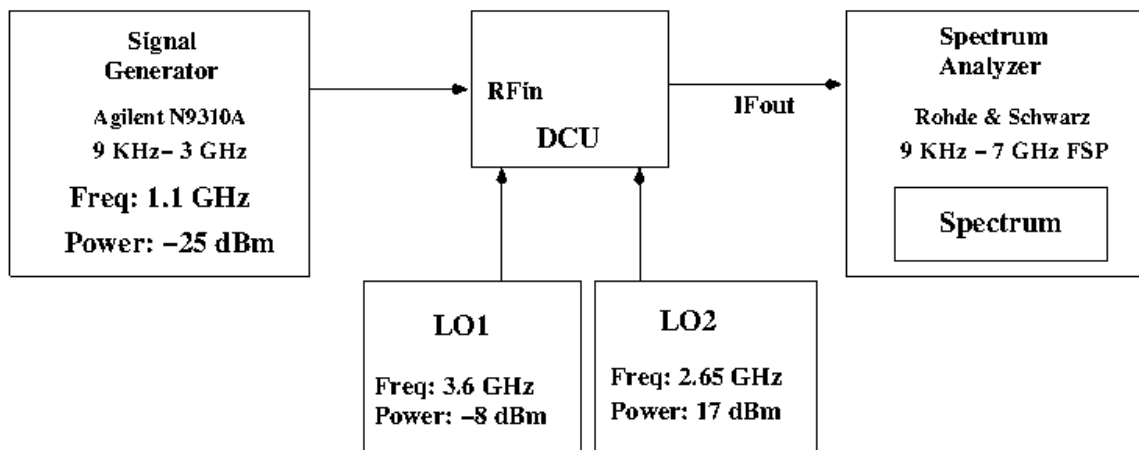 Signal
Generator
Agilent N9310A
9 KHz– 3 GHz
Freq: 1.1 GHz
Power: –25 dBm
RFin
DCU
IFout
Spectrum
Analyzer
Rohde & Schwarz
9 KHz – 7 GHz FSP
Spectrum
LO1
Freq: 3.6 GHz
Power: –8 dBm
LO2
Freq: 2.65 GHz
Power: 17 dBm